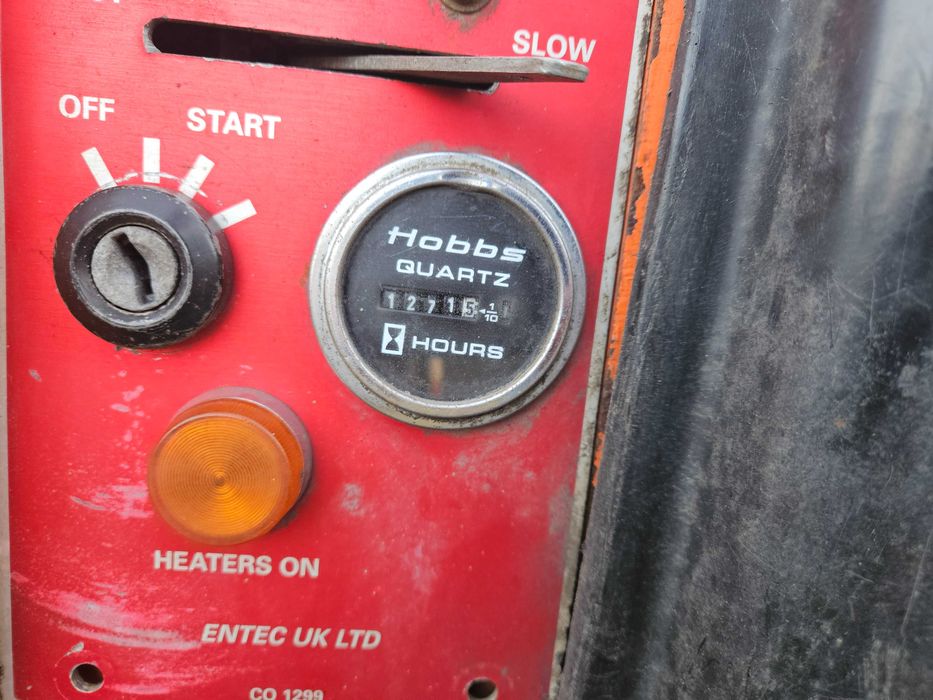 SLOW
OFF
START
Hobbs
QUARTZ
12715 1/10
HOURS
HEATERS ON
ENTEC UK LTD
CO 1299